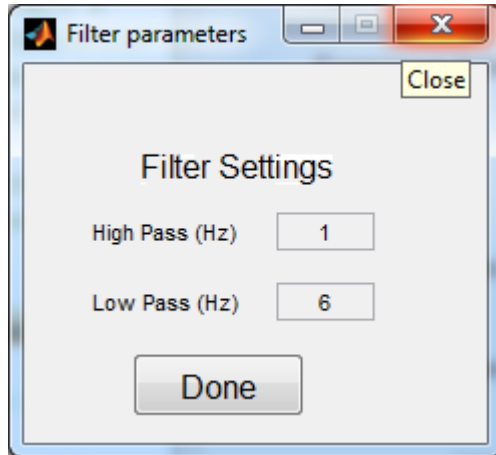 Filter parameters
Close
Filter Settings
High Pass (Hz) 1
Low Pass (Hz) 6
Done